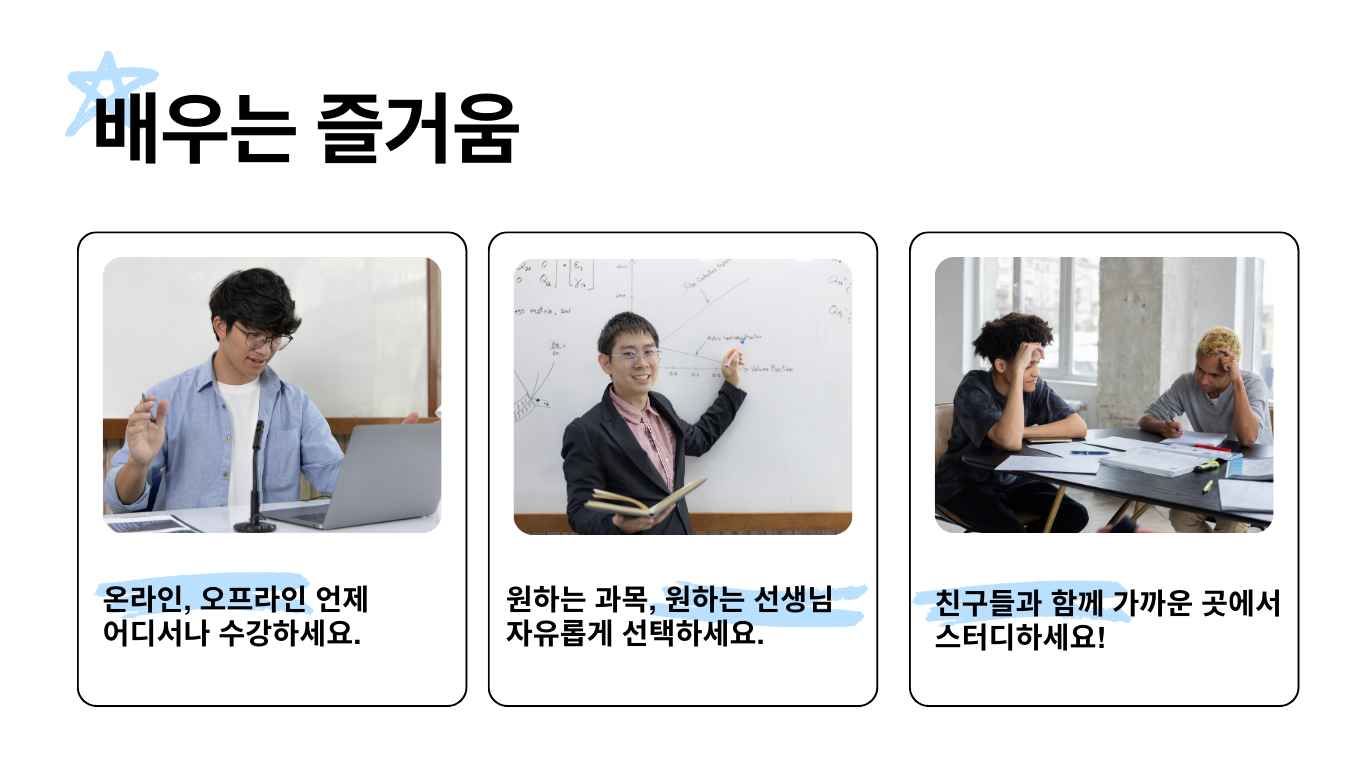 배우는 즐거움
온라인, 오프라인 언제
어디서나 수강하세요.
원하는 과목, 원하는 선생님
자유롭게 선택하세요.
친구들과 함께 가까운 곳에서
스터디하세요!
Volume Fraction